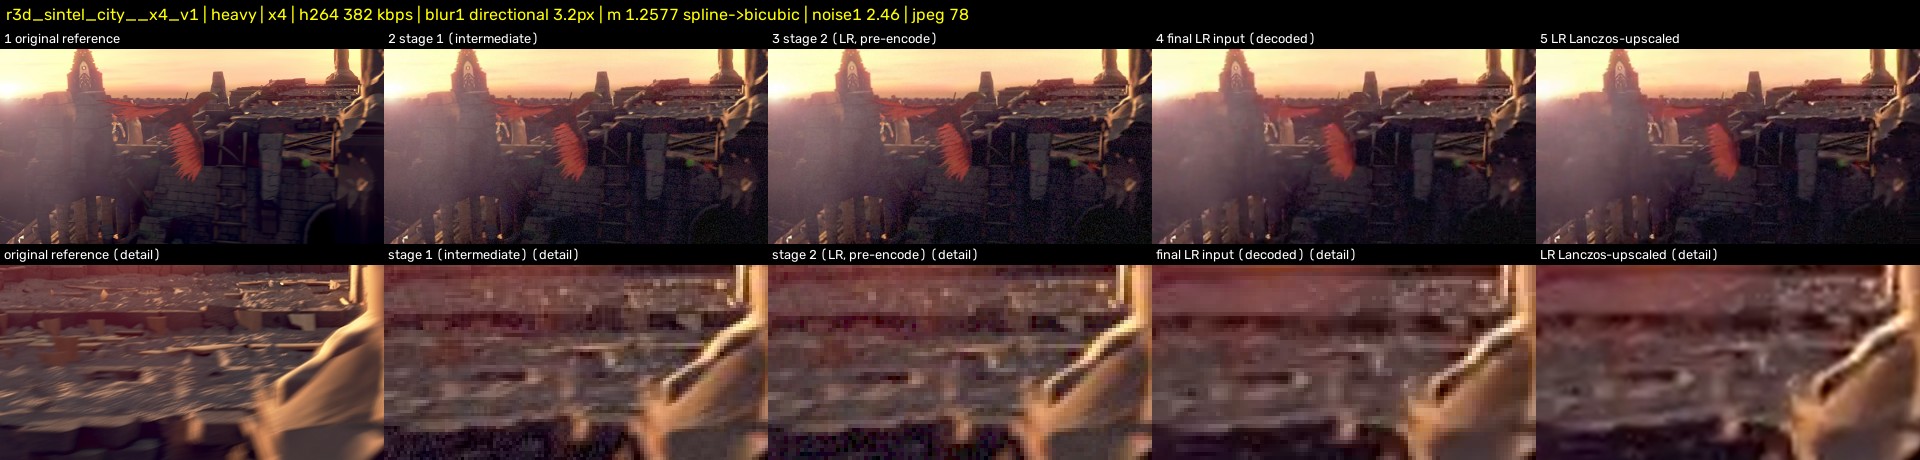 r3d_sintel_city__x4_v1 | heavy | x4 | h264 382 kbps | blur1 directional 3.2px | m 1.2577 spline->bicubic | noise1 2.46 | jpeg 78
1 original reference
2 stage 1 (intermediate)
3 stage 2 (LR, pre-encode)
4 final LR input (decoded)
5 LR Lanczos-upscaled
original reference (detail)
stage 1 (intermediate) (detail)
stage 2 (LR, pre-encode) (detail)
final LR input (decoded) (detail)
LR Lanczos-upscaled (detail)